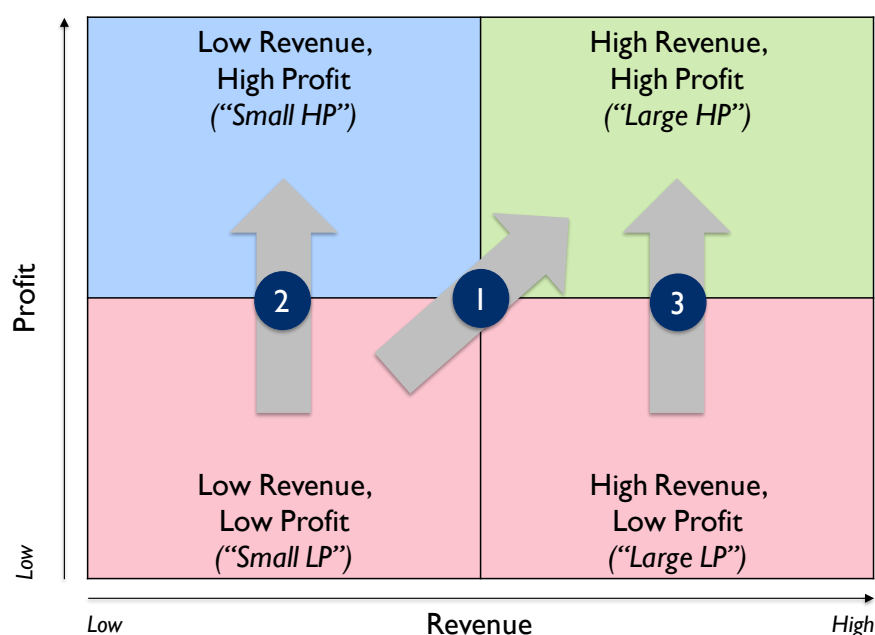 Low Revenue,
High Profit
(“Small HP”)
High Revenue,
High Profit
(“Large HP”)
2
1
3
Profit
Low Revenue,
Low Profit
(“Small LP”)
High Revenue,
Low Profit
(“Large LP”)
Low
Low
Revenue
High